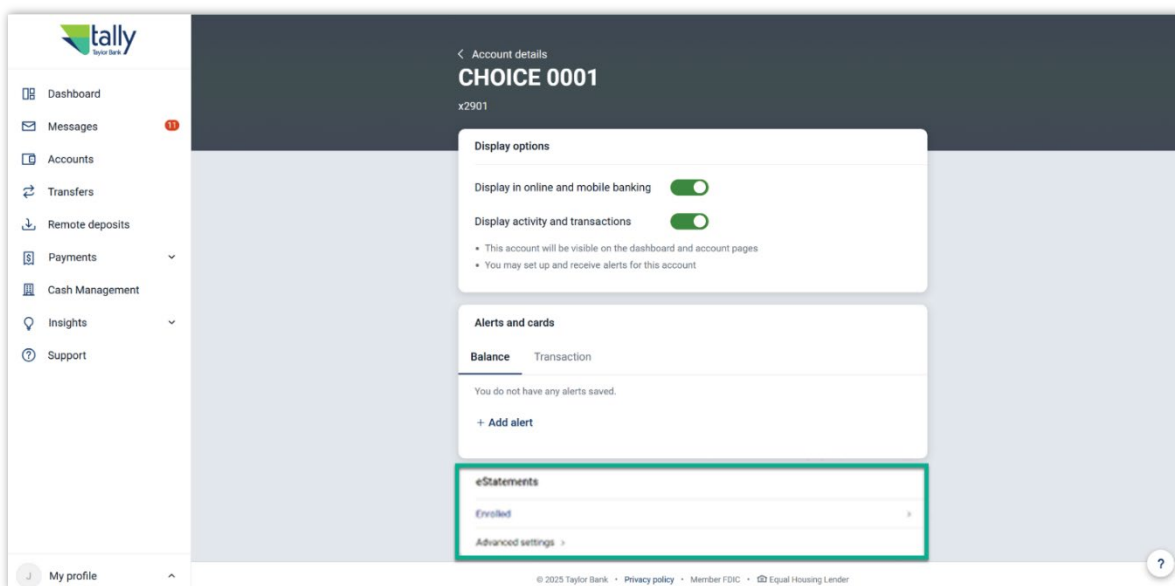 tally
Taylor Bank
Dashboard
Messages 11
Accounts
Transfers
Remote deposits
Payments
Cash Management
Insights
Support
J My profile
Account details
CHOICE 0001
x2901
Display options
Display in online and mobile banking
Display activity and transactions
• This account will be visible on the dashboard and account pages
• You may set up and receive alerts for this account
Alerts and cards
Balance Transaction
You do not have any alerts saved.
+ Add alert
eStatements
Enrolled
Advanced settings
© 2025 Taylor Bank • Privacy policy • Member FDIC • Equal Housing Lender
?